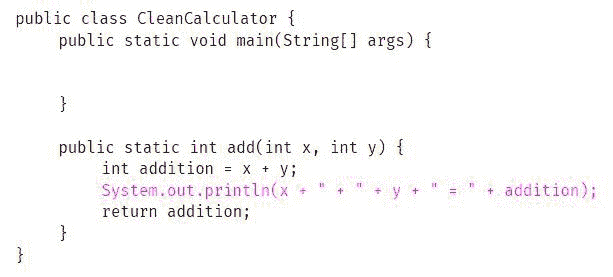 public class CleanCalculator {
    public static void main(String[] args) {
    }
    public static int add(int x, int y) {
        int addition = x + y;
        System.out.println(x + " + " + y + " = " + addition);
        return addition;
    }
}